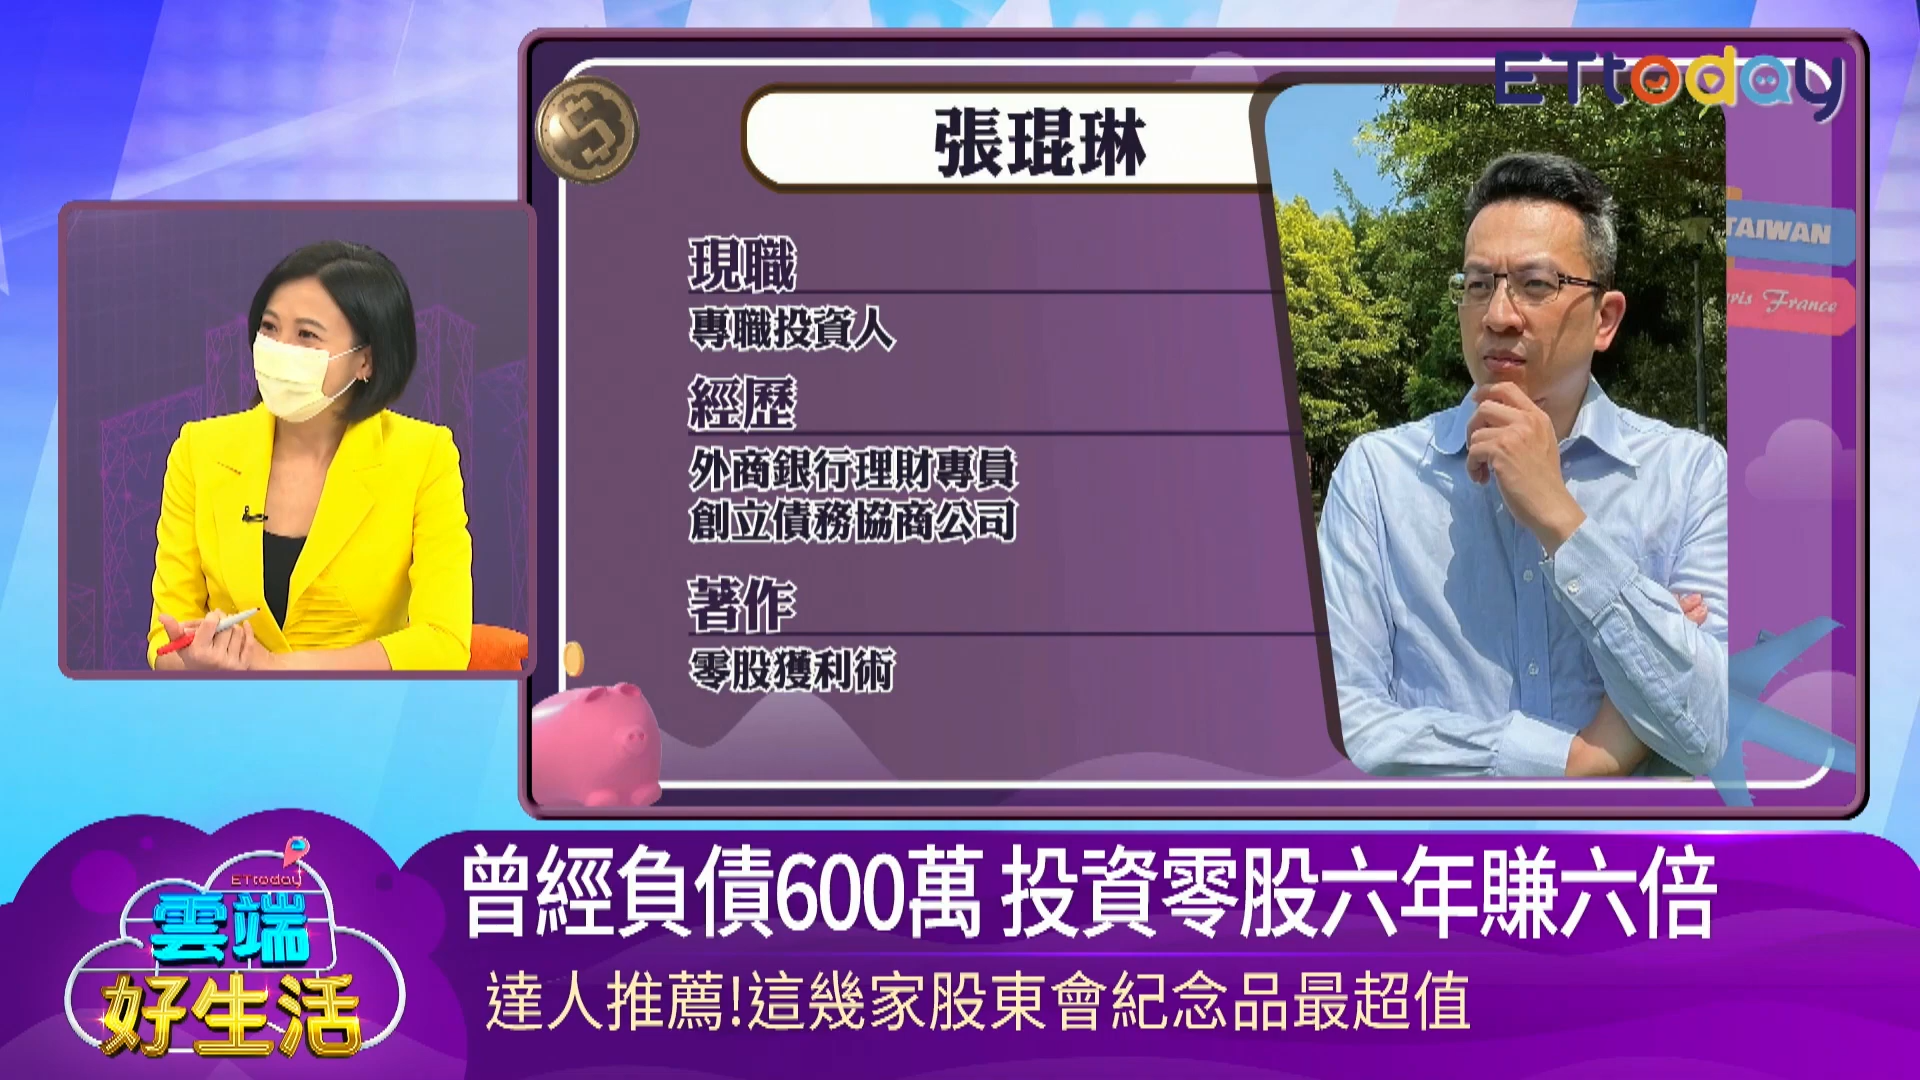 ETtoday
張琨琳
TAIWAN
ris France
現職
專職投資人
經歷
外商銀行理財專員
創立債務協商公司
著作
零股獲利術
曾經負債600萬 投資零股六年賺六倍
達人推薦!這幾家股東會紀念品最超值
ETtoday
雲端
好生活